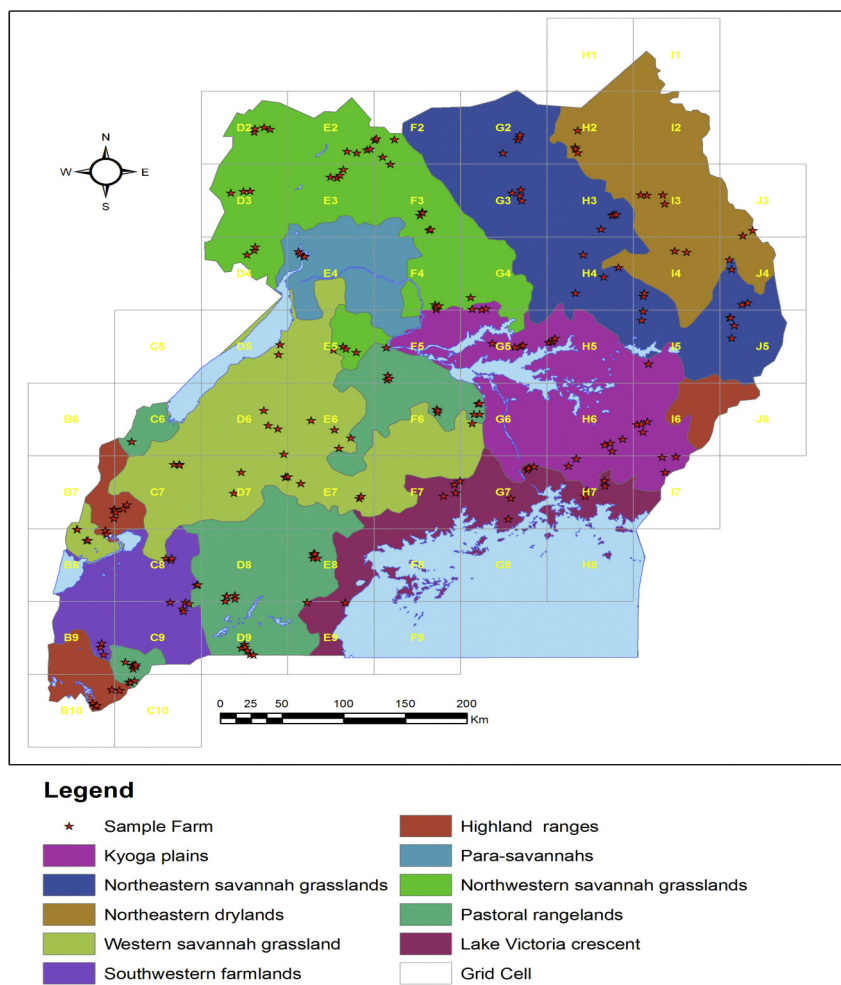 H1 I1
D2 E2 F2 G2 H2 I2
N
W E
S
D3 E3 F3 G3 H3 I3 J3
D4 E4 F4 G4 H4 I4 J4
C5 D5 E5 F5 G5 H5 I5 J5
B6 C6 D6 E6 F6 G6 H6 I6 J6
B7 C7 D7 E7 F7 G7 H7 I7
B8 C8 D8 E8 F8 G8 H8
B9 C9 D9 E9 F9
B10 C10
0 25 50 100 150 200
Km
Legend
Sample Farm
Kyoga plains
Northeastern savannah grasslands
Northeastern drylands
Western savannah grassland
Southwestern farmlands
Highland ranges
Para-savannahs
Northwestern savannah grasslands
Pastoral rangelands
Lake Victoria crescent
Grid Cell